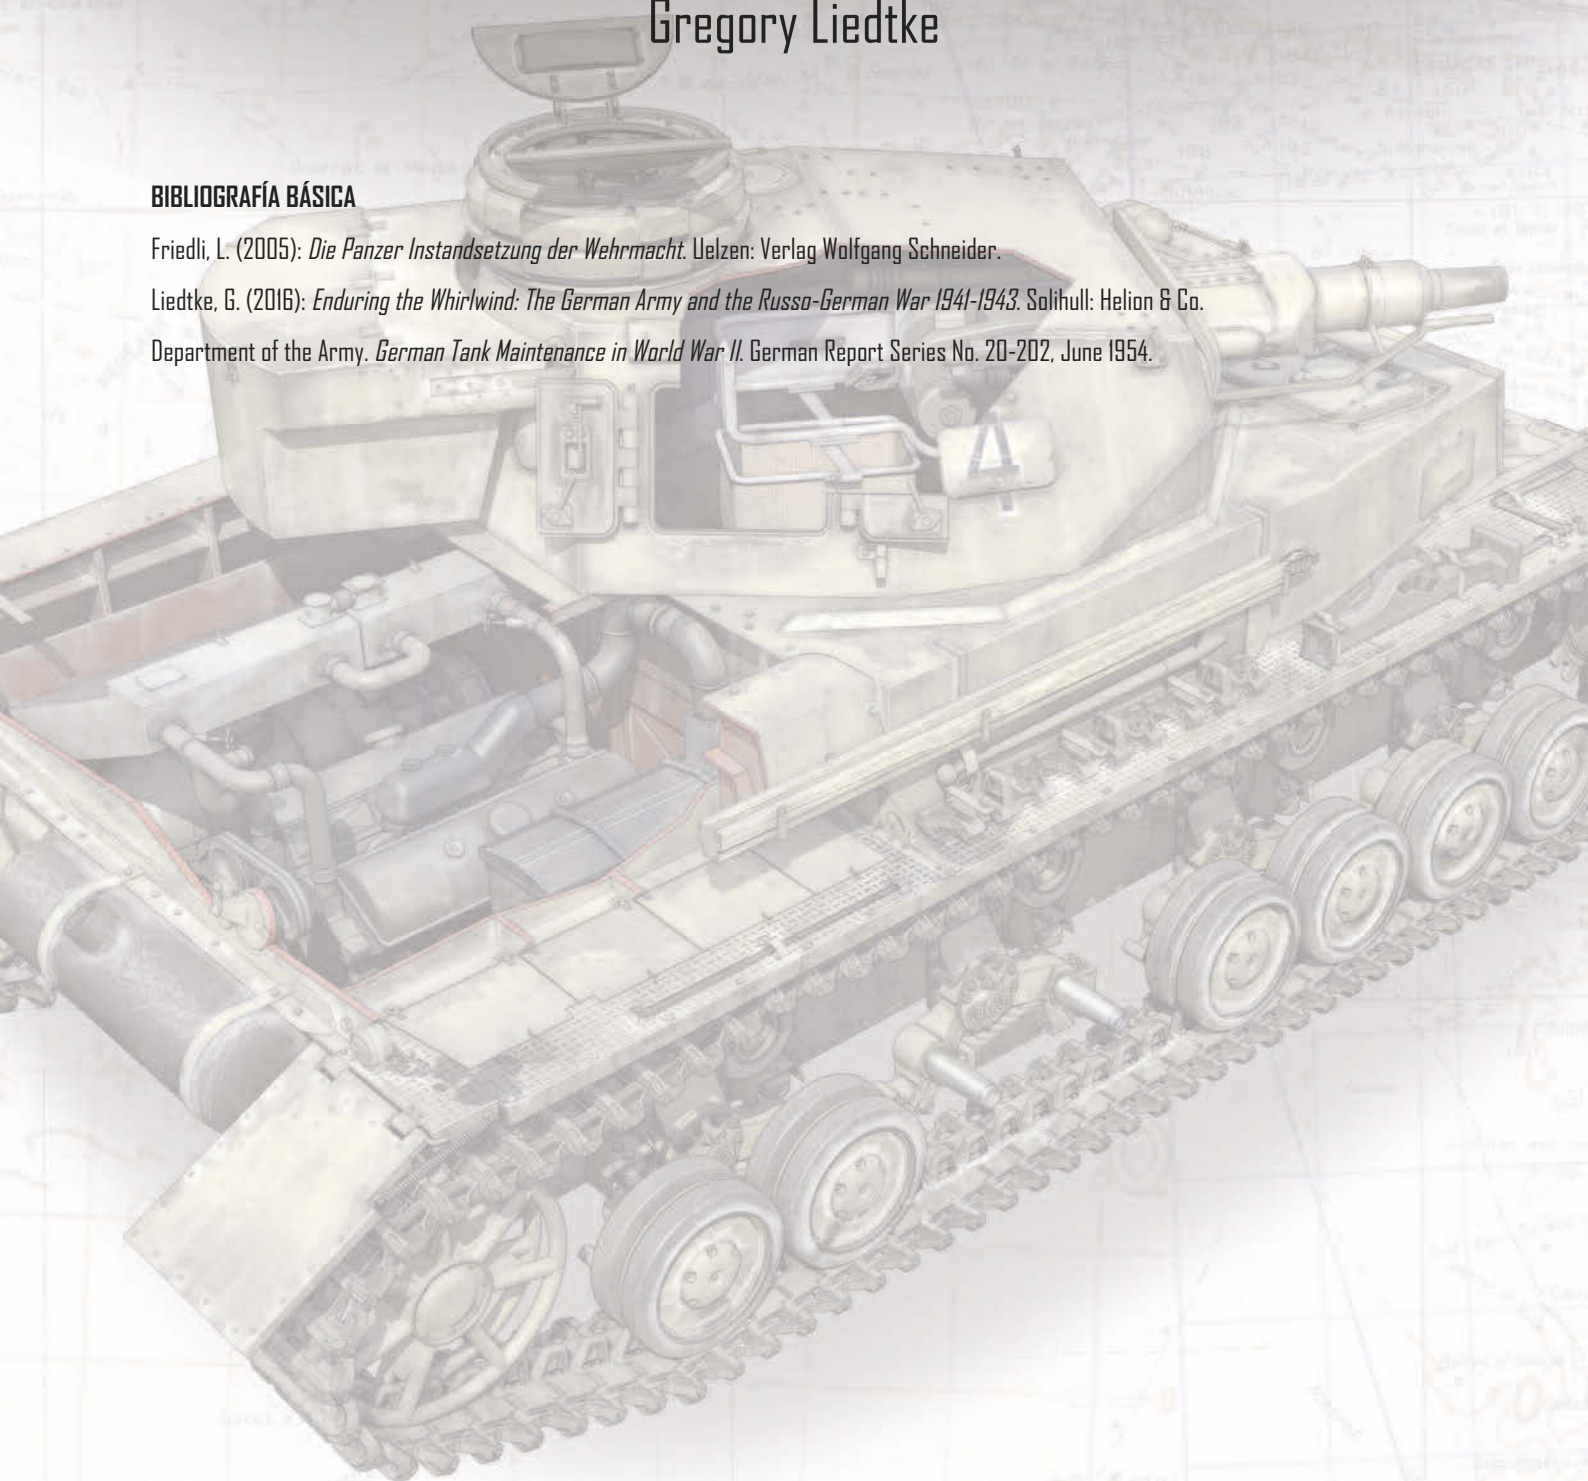 Gregory Liedtke
BIBLIOGRAFÍA BÁSICA
Friedli, L. (2005): Die Panzer Instandsetzung der Wehrmacht. Uelzen: Verlag Wolfgang Schneider.
Liedtke, G. (2016): Enduring the Whirlwind: The German Army and the Russo-German War 1941-1943. Solihull: Helion & Co.
Department of the Army. German Tank Maintenance in World War II. German Report Series No. 20-202, June 1954.
4